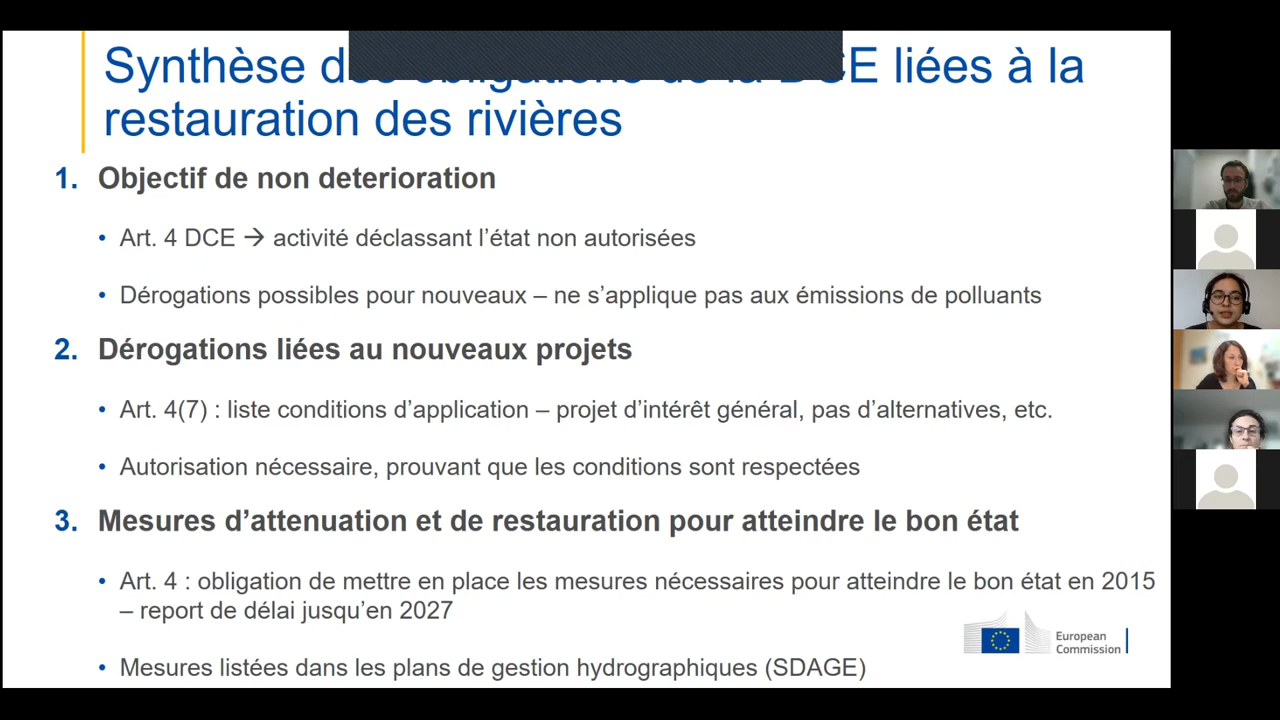 Synthèse des obligations de la DCE liées à la
restauration des rivières
1. Objectif de non deterioration
• Art. 4 DCE → activité déclassant l’état non autorisées
• Dérogations possibles pour nouveaux – ne s’applique pas aux émissions de polluants
2. Dérogations liées au nouveaux projets
• Art. 4(7) : liste conditions d’application – projet d’intérêt général, pas d’alternatives, etc.
• Autorisation nécessaire, prouvant que les conditions sont respectées
3. Mesures d’attenuation et de restauration pour atteindre le bon état
• Art. 4 : obligation de mettre en place les mesures nécessaires pour atteindre le bon état en 2015
– report de délai jusqu’en 2027
• Mesures listées dans les plans de gestion hydrographiques (SDAGE)
European
Commission